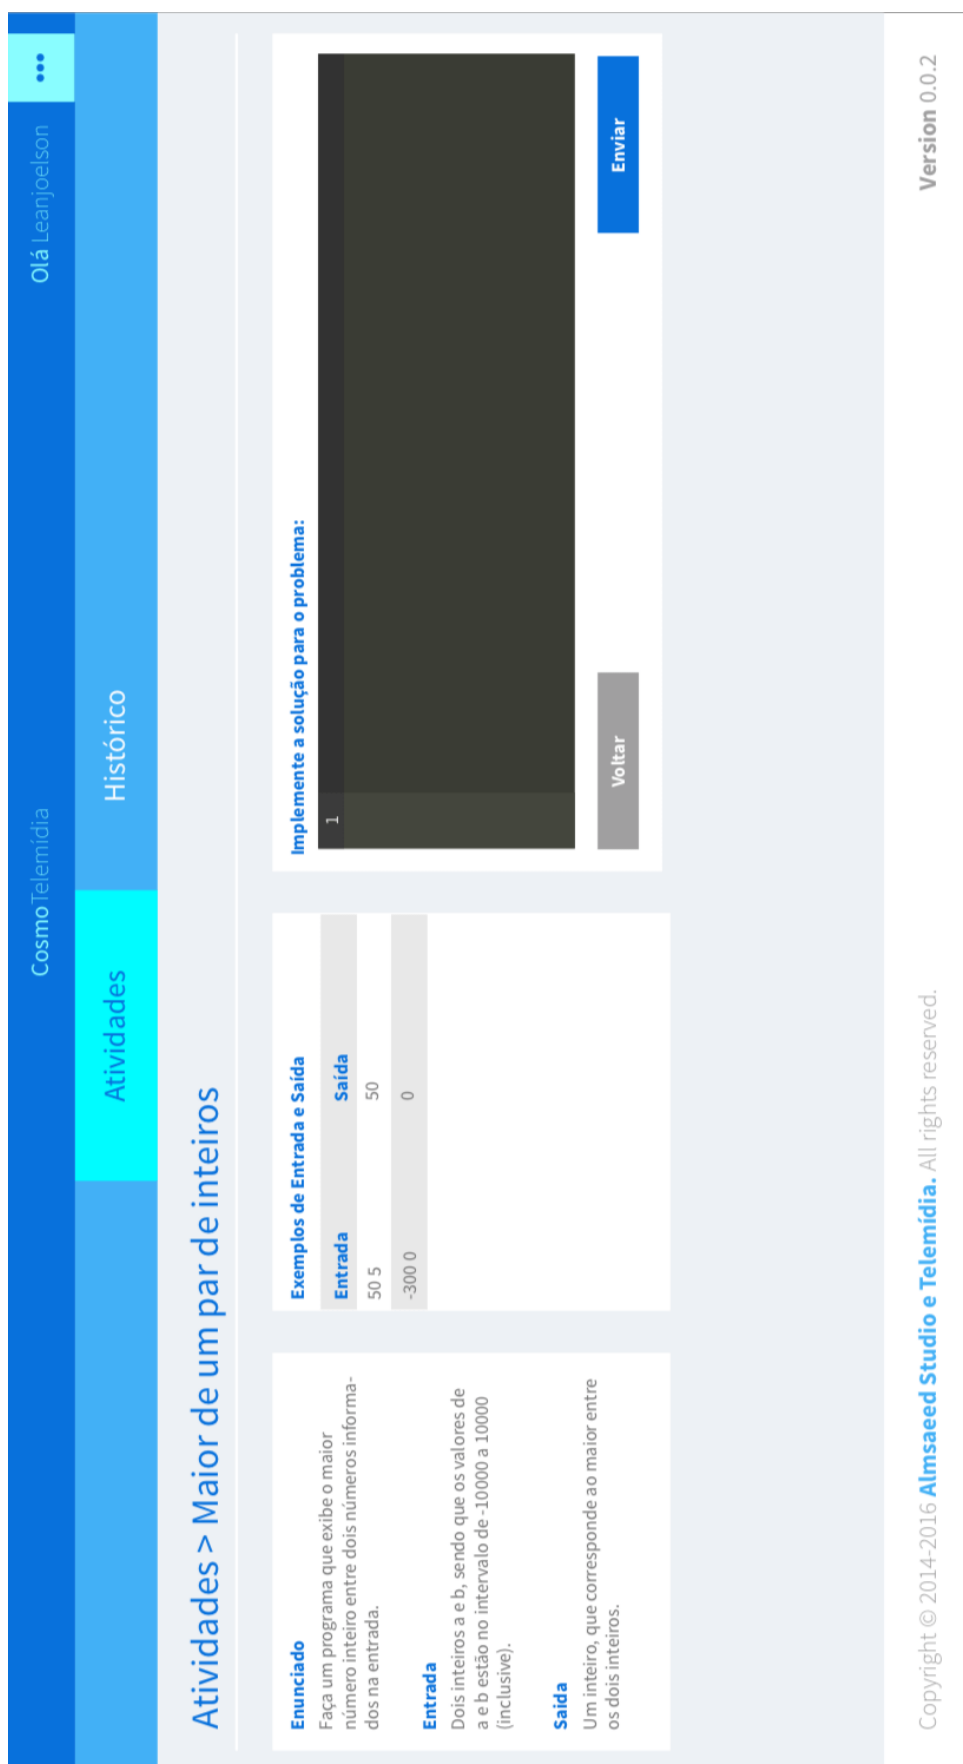 CosmoTelemídia
Olá Leanjoelson
•••
Atividades
Histórico
Atividades > Maior de um par de inteiros
Enunciado
Faça um programa que exibe o maior
número inteiro entre dois números informa-
dos na entrada.
Entrada
Dois inteiros a e b, sendo que os valores de
a e b estão no intervalo de -10000 a 10000
(inclusive).
Saida
Um inteiro, que corresponde ao maior entre
os dois inteiros.
Exemplos de Entrada e Saída
Entrada Saída
50 5 50
-300 0 0
Implemente a solução para o problema:
1
Voltar
Enviar
Copyright © 2014-2016 Almsaeed Studio e Telemídia. All rights reserved.
Version 0.0.2